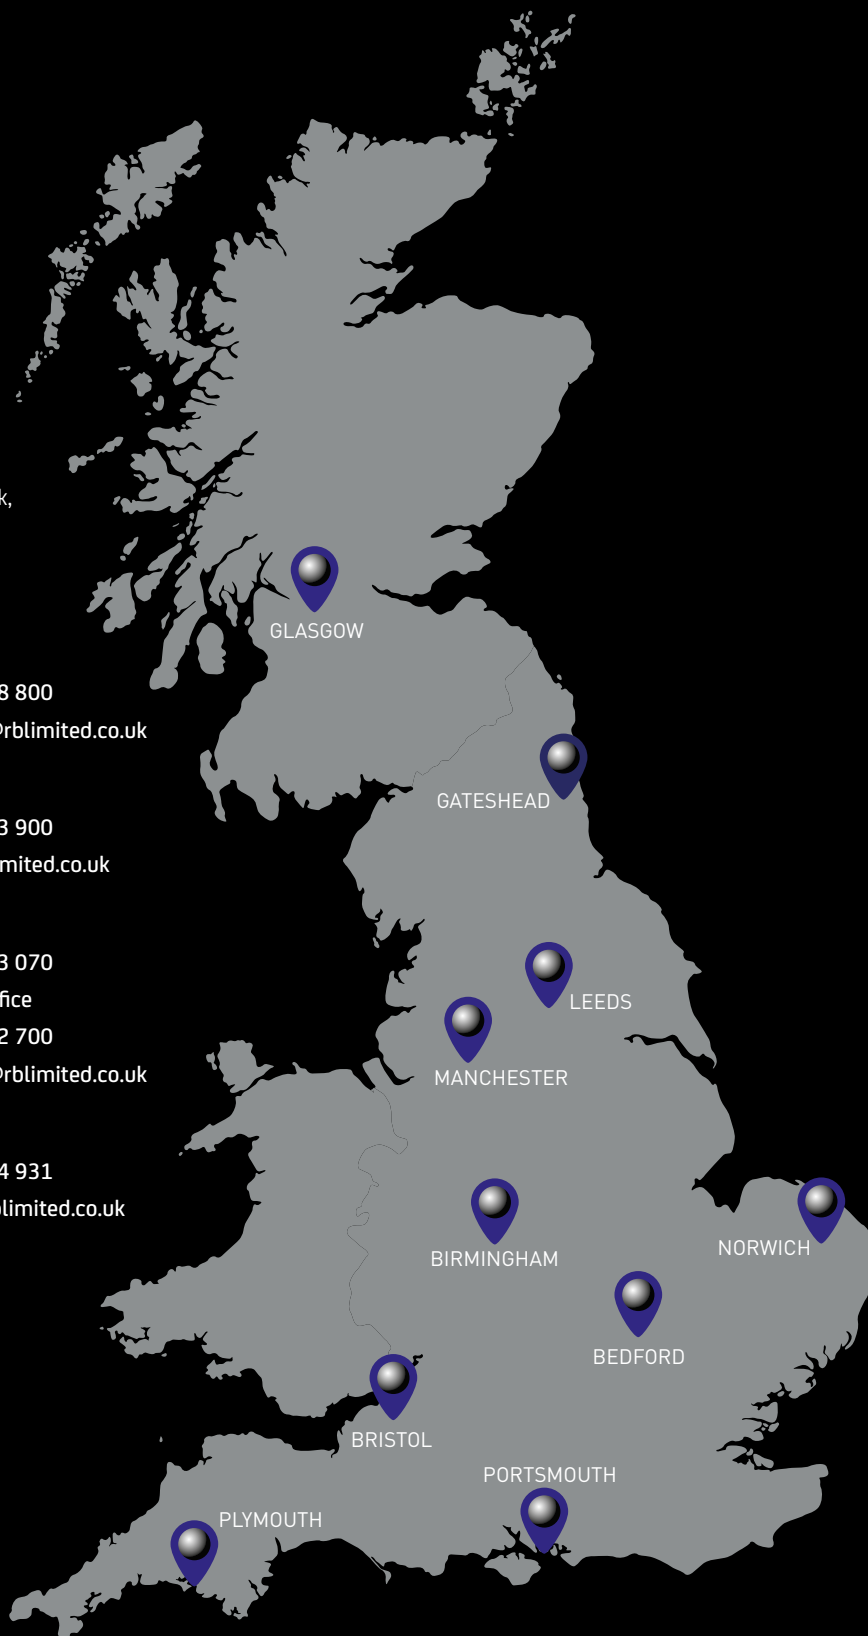 k,
8 800
@rblimited.co.uk
3 900
mited.co.uk
3 070
fice
2 700
@rblimited.co.uk
4 931
limited.co.uk
GLASGOW
GATESHEAD
LEEDS
MANCHESTER
BIRMINGHAM
NORWICH
BEDFORD
BRISTOL
PORTSMOUTH
PLYMOUTH